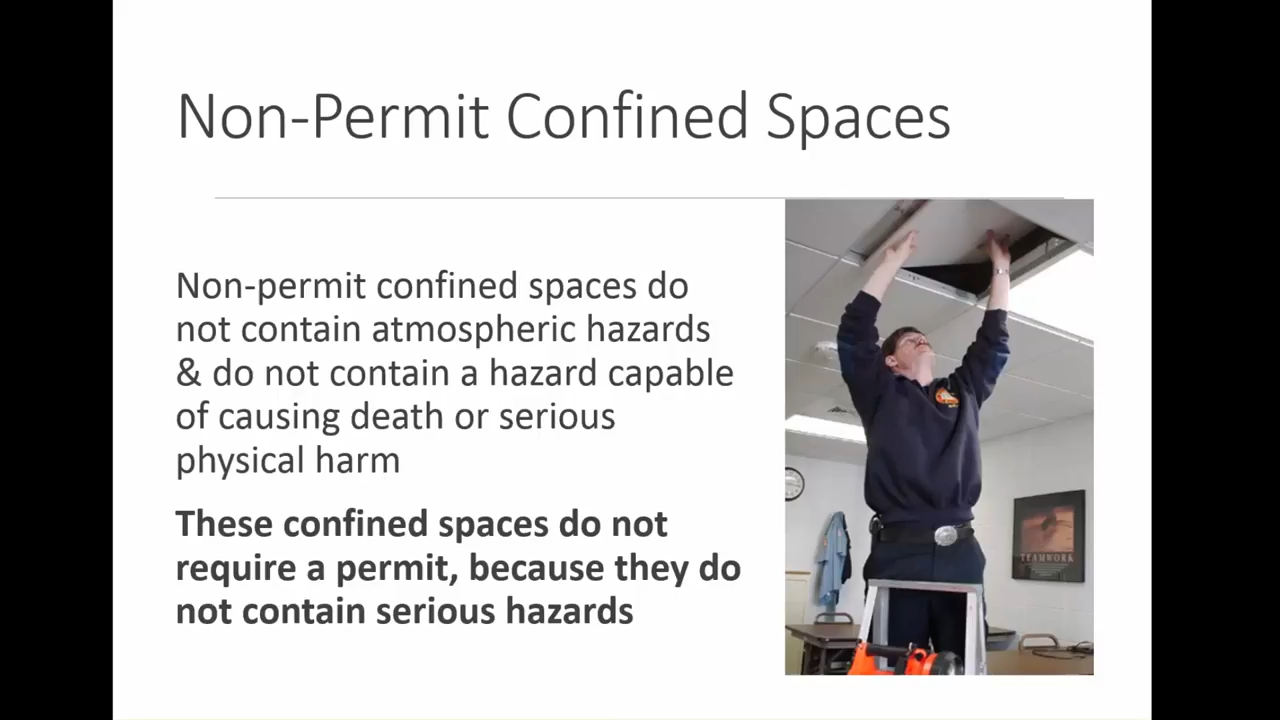 Non-Permit Confined Spaces
Non-permit confined spaces do
not contain atmospheric hazards
& do not contain a hazard capable
of causing death or serious
physical harm
These confined spaces do not
require a permit, because they do
not contain serious hazards
TEAMWORK